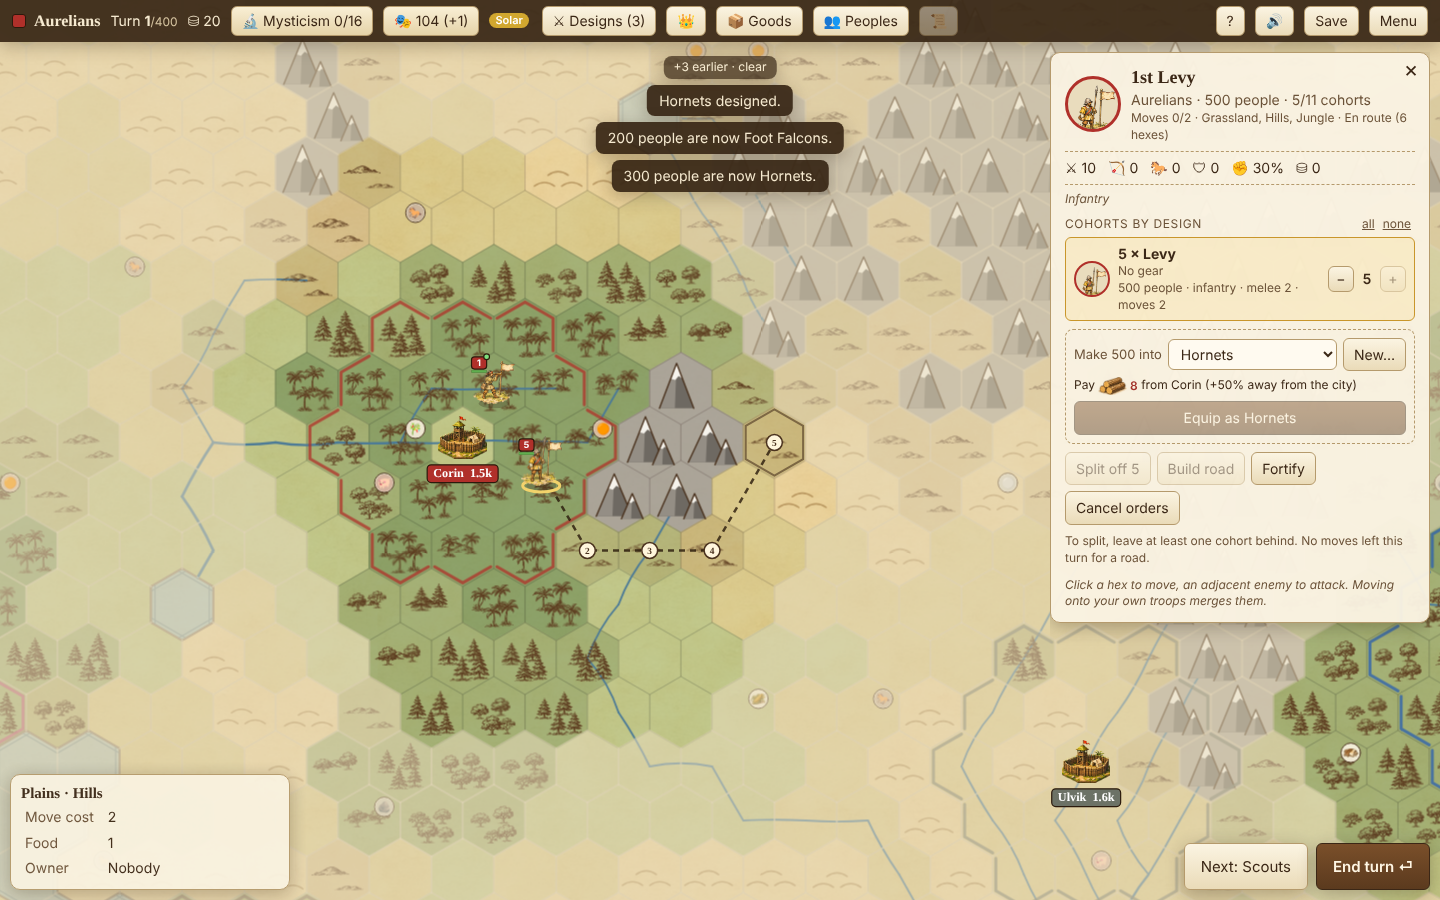 Aurelians Turn 1/400 20 Mysticism 0/16 104 (+1) Solar Designs (3) Goods Peoples ? Save Menu
+3 earlier · clear
Hornets designed.
200 people are now Foot Falcons.
300 people are now Hornets.
1st Levy
Aurelians · 500 people · 5/11 cohorts
Moves 0/2 · Grassland, Hills, Jungle · En route (6
hexes)
10 0 0 0 30% 0
Infantry
COHORTS BY DESIGN all none
5 × Levy
No gear
500 people · infantry · melee 2 ·
moves 2
− 5 +
Make 500 into Hornets New...
Pay 8 from Corin (+50% away from the city)
Equip as Hornets
Split off 5 Build road Fortify
Cancel orders
To split, leave at least one cohort behind. No moves left this
turn for a road.
Click a hex to move, an adjacent enemy to attack. Moving
onto your own troops merges them.
1
5
Corin 1.5k
5
2 3 4
Ulvik 1.6k
Plains · Hills
Move cost 2
Food 1
Owner Nobody
Next: Scouts End turn ⏎